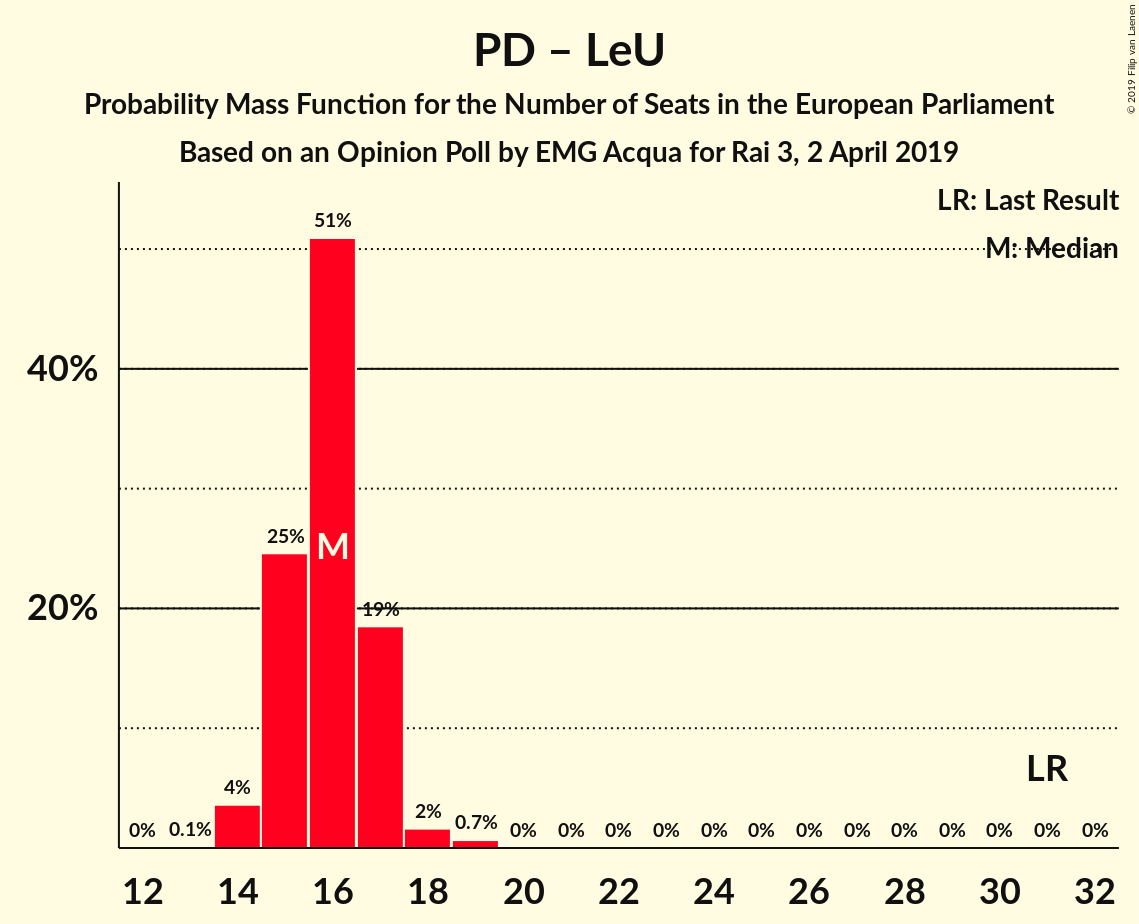 PD – LeU
Probability Mass Function for the Number of Seats in the European Parliament
Based on an Opinion Poll by EMG Acqua for Rai 3, 2 April 2019
© 2019 Filip van Laenen
LR: Last Result
M: Median
51%
40%
25%
M
20%
19%
LR
4%
2%
0% 0.1% 0.7% 0% 0% 0% 0% 0% 0% 0% 0% 0% 0% 0% 0% 0%
12 14 16 18 20 22 24 26 28 30 32